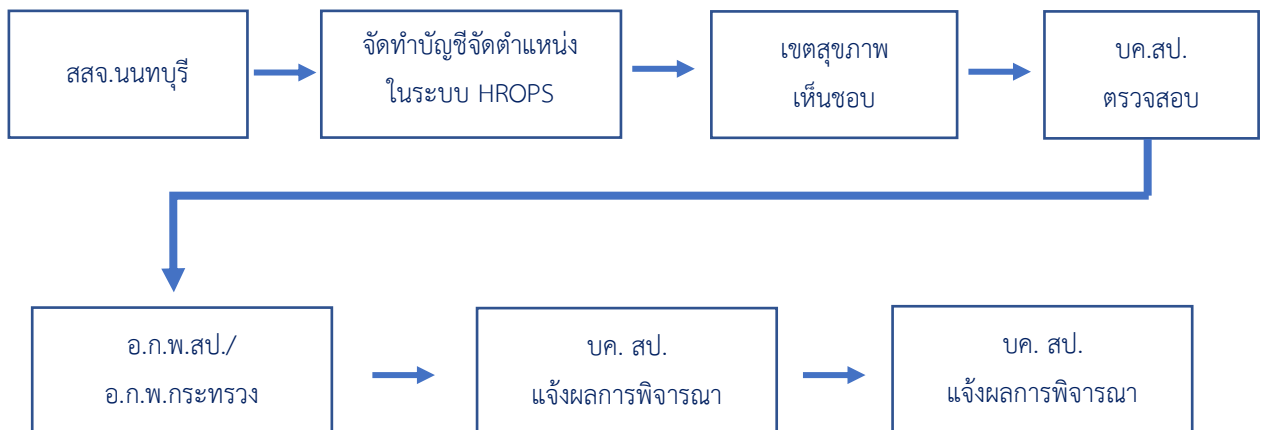 สสจ.นนทบุรี
จัดทำบัญชีจัดตำแหน่ง
ในระบบ HROPS
เขตสุขภาพ
เห็นชอบ
บค.สป.
ตรวจสอบ
อ.ก.พ.สป./
อ.ก.พ.กระทรวง
บค. สป.
แจ้งผลการพิจารณา
บค. สป.
แจ้งผลการพิจารณา